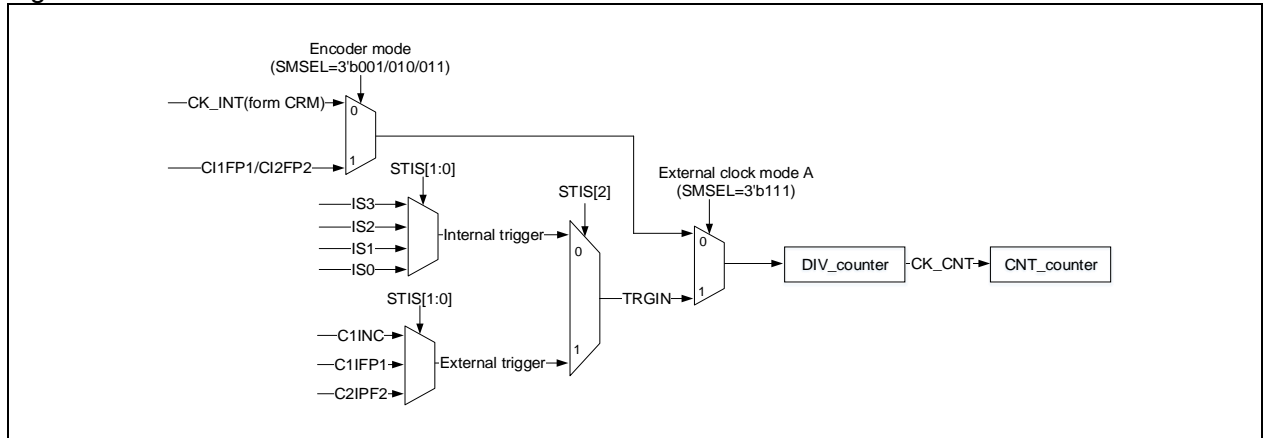 Encoder mode
(SMSEL=3'b001/010/011)
CK_INT(form CRM)
0
CI1FP1/CI2FP2
1
STIS[1:0]
IS3
IS2
IS1
IS0
Internal trigger
STIS[2]
0
1
External clock mode A
(SMSEL=3'b111)
0
1
DIV_counter
CK_CNT
CNT_counter
TRGIN
STIS[1:0]
C1INC
C1IFP1
C2IPF2
External trigger